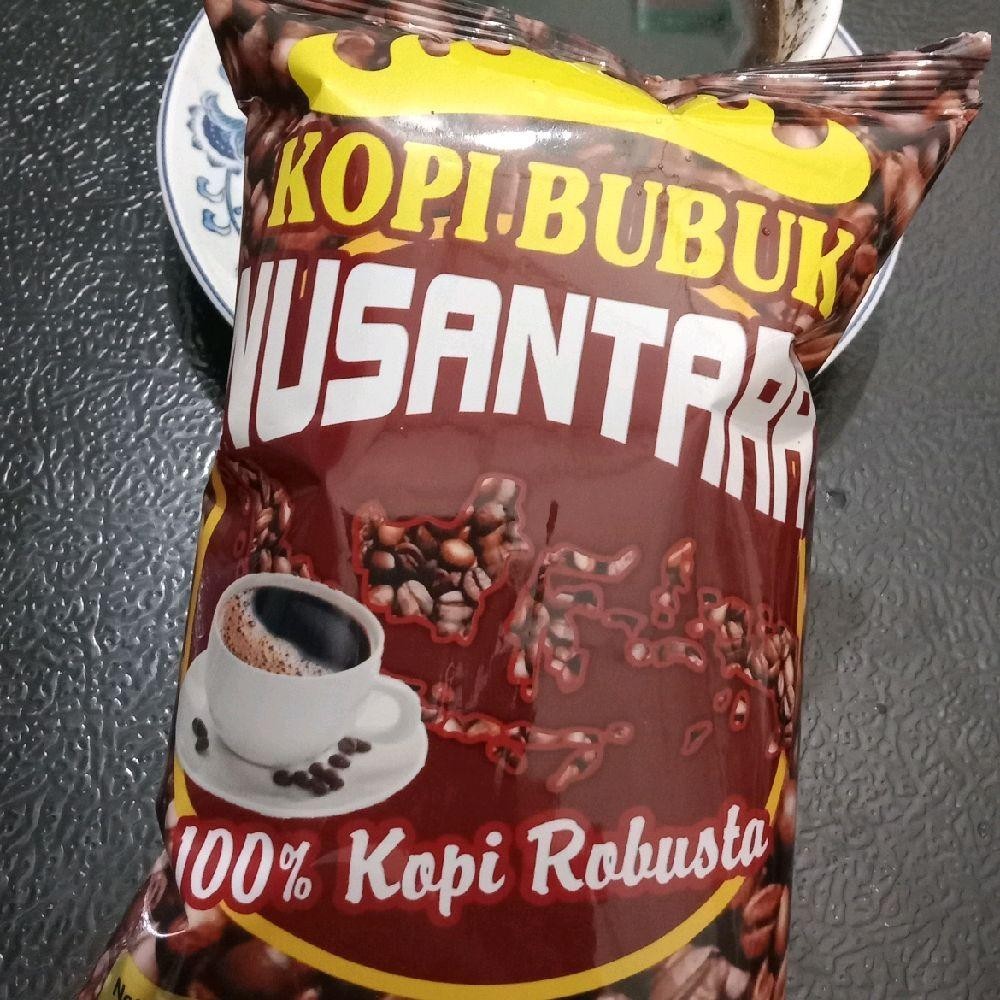 KOPI BUBUK
NUSANTARA
100% Kopi Robusta